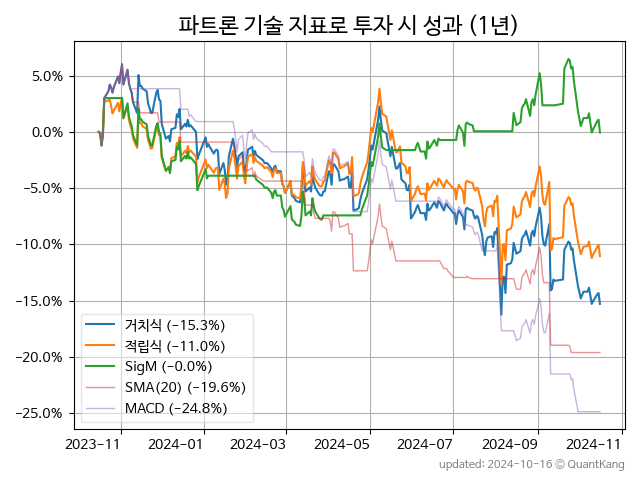 파트론 기술 지표로 투자 시 성과 (1년)
5.0%
0.0%
−5.0%
−10.0%
−15.0%
−20.0%
−25.0%
거치식 (−15.3%)
적립식 (−11.0%)
SigM (−0.0%)
SMA(20) (−19.6%)
MACD (−24.8%)
2023−11 2024−01 2024−03 2024−05 2024−07 2024−09 2024−11
updated: 2024-10-16 © QuantKang